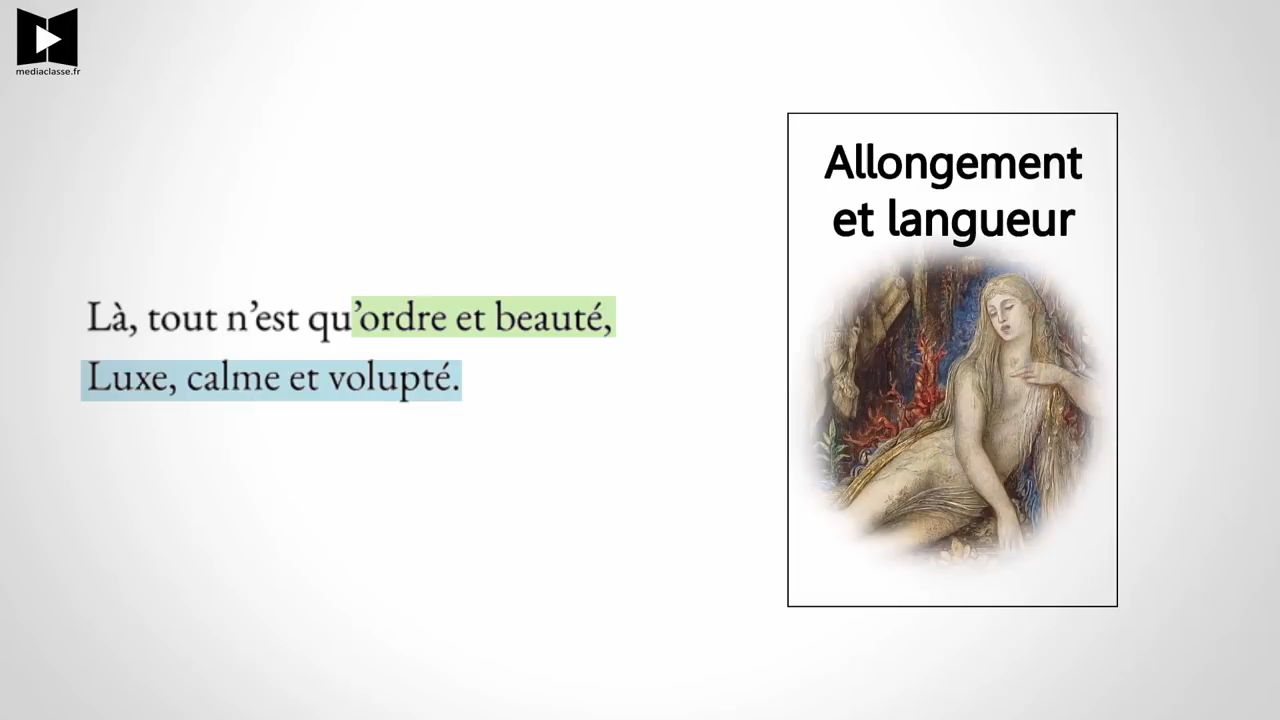 mediaclasse.fr
Allongement
et langueur
Là, tout n’est qu’ordre et beauté,
Luxe, calme et volupté.